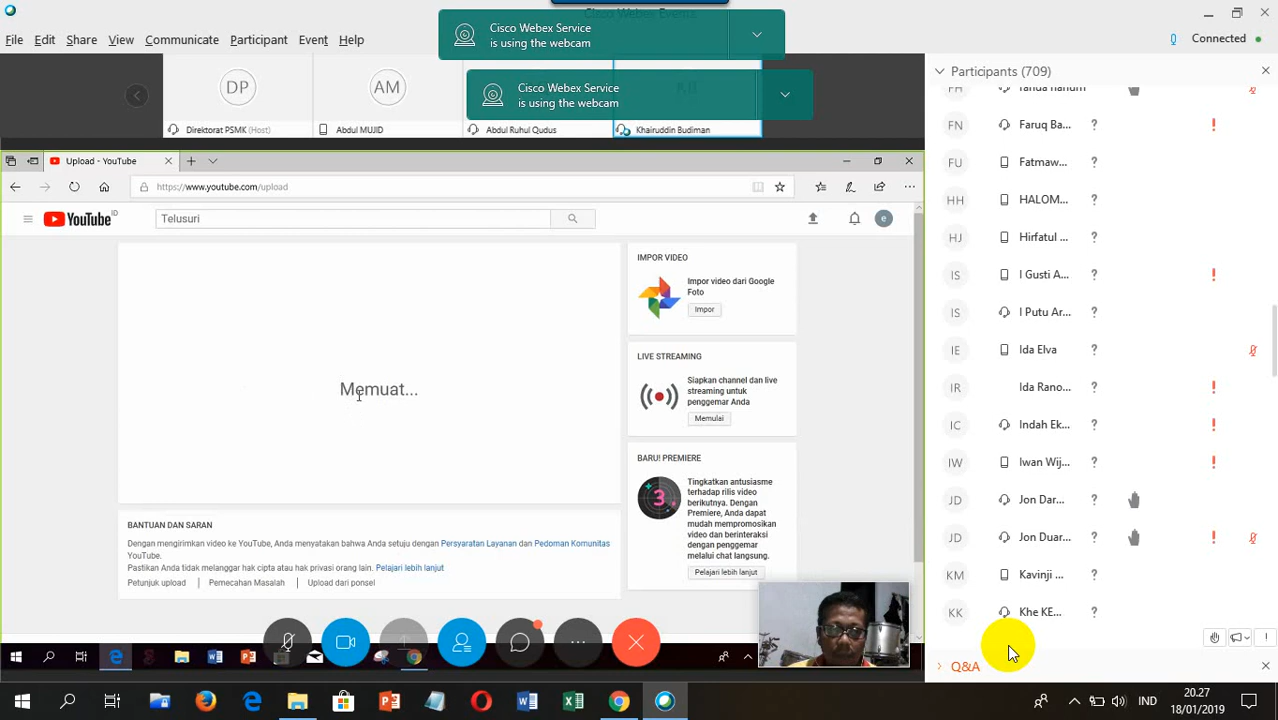 Cisco Webex Events
Connected
File Edit Share View Communicate Participant Event Help
Cisco Webex Service
is using the webcam
Cisco Webex Service
is using the webcam
DP
AM
Direktorat PSMK (Host)
Abdul MUJID
Abdul Ruhul Qudus
Khairuddin Budiman
Upload - YouTube
https://www.youtube.com/upload
YouTube ID
Telusuri
e
Memuat...
IMPOR VIDEO
Impor video dari Google
Foto
Impor
LIVE STREAMING
Siapkan channel dan live
streaming untuk
penggemar Anda
Memulai
BARU! PREMIERE
3
Tingkatkan antusiasme
terhadap rilis video
berikutnya. Dengan
Premiere, Anda dapat
mudah mempromosikan
video dan berinteraksi
dengan penggemar
melalui chat langsung.
Pelajari lebih lanjut
BANTUAN DAN SARAN
Dengan mengirimkan video ke YouTube, Anda menyatakan bahwa Anda setuju dengan Persyaratan Layanan dan Pedoman Komunitas
YouTube.
Pastikan Anda tidak melanggar hak cipta atau hak privasi orang lain. Pelajari lebih lanjut
Petunjuk upload | Pemecahan Masalah | Upload dari ponsel
Participants (709)
FN Faruq Ba... ? !
FU Fatmaw... ?
HH HALOM... ?
HJ Hirfatul ... ?
IS I Gusti A... ? !
IS I Putu Ar... ?
IE Ida Elva ?
IR Ida Rano... ? !
IC Indah Ek... ? !
IW Iwan Wij... ? !
JD Jon Dar... ?
JD Jon Duar... ? !
KM Kavinji ... ?
KK Khe KE... ?
Q&A
IND
20.27
18/01/2019